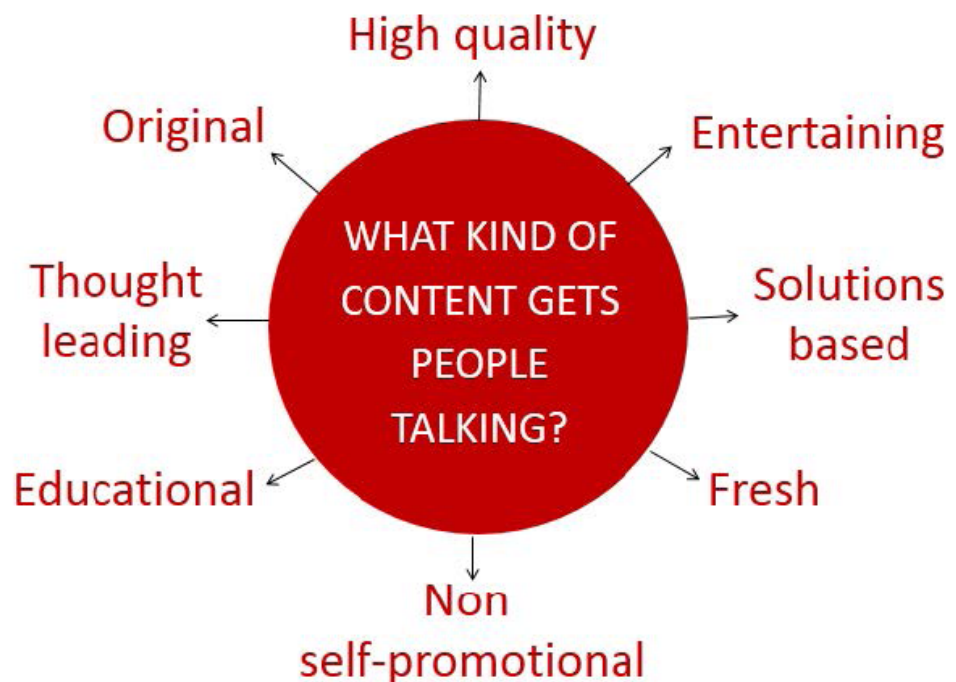 High quality
Original
Entertaining
WHAT KIND OF
CONTENT GETS
PEOPLE
TALKING?
Thought
leading
Solutions
based
Educational
Fresh
Non
self-promotional